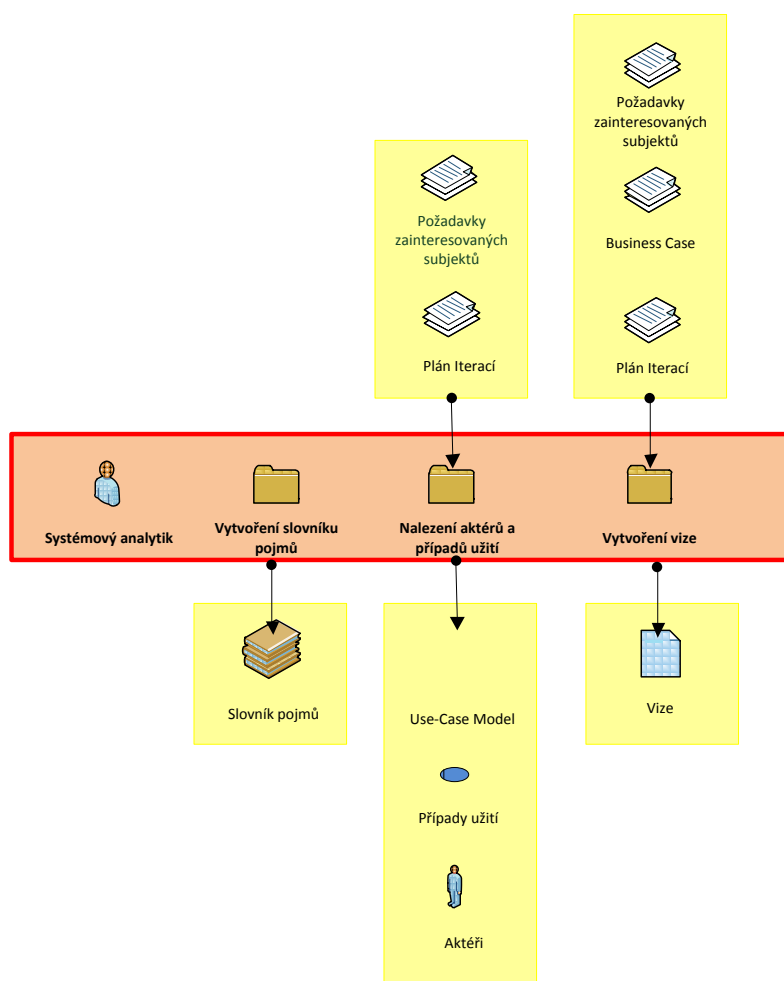 Požadavky
zainteresovaných
subjektů
Business Case
Plán Iterací
Požadavky
zainteresovaných
subjektů
Plán Iterací
Systémový analytik
Vytvoření slovníku
pojmů
Nalezení aktérů a
případů užití
Vytvoření vize
Slovník pojmů
Use-Case Model
Případy užití
Aktéři
Vize